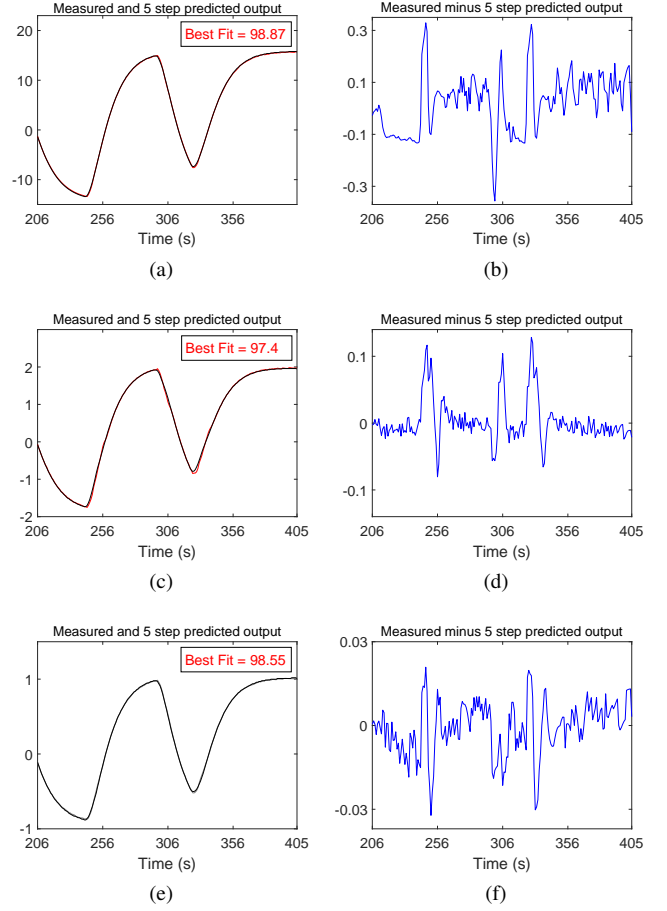 Measured and 5 step predicted output
Best Fit = 98.87
20
10
0
-10
206 256 306 356
Time (s)
(a)
Measured minus 5 step predicted output
0.3
0.1
-0.1
-0.3
206 256 306 356 405
Time (s)
(b)
Measured and 5 step predicted output
Best Fit = 97.4
2
1
0
-1
-2
206 256 306 356 405
Time (s)
(c)
Measured minus 5 step predicted output
0.1
0
-0.1
206 256 306 356 405
Time (s)
(d)
Measured and 5 step predicted output
Best Fit = 98.55
1
0
-1
206 256 306 356 405
Time (s)
(e)
Measured minus 5 step predicted output
0.03
0
-0.03
206 256 306 356 405
Time (s)
(f)